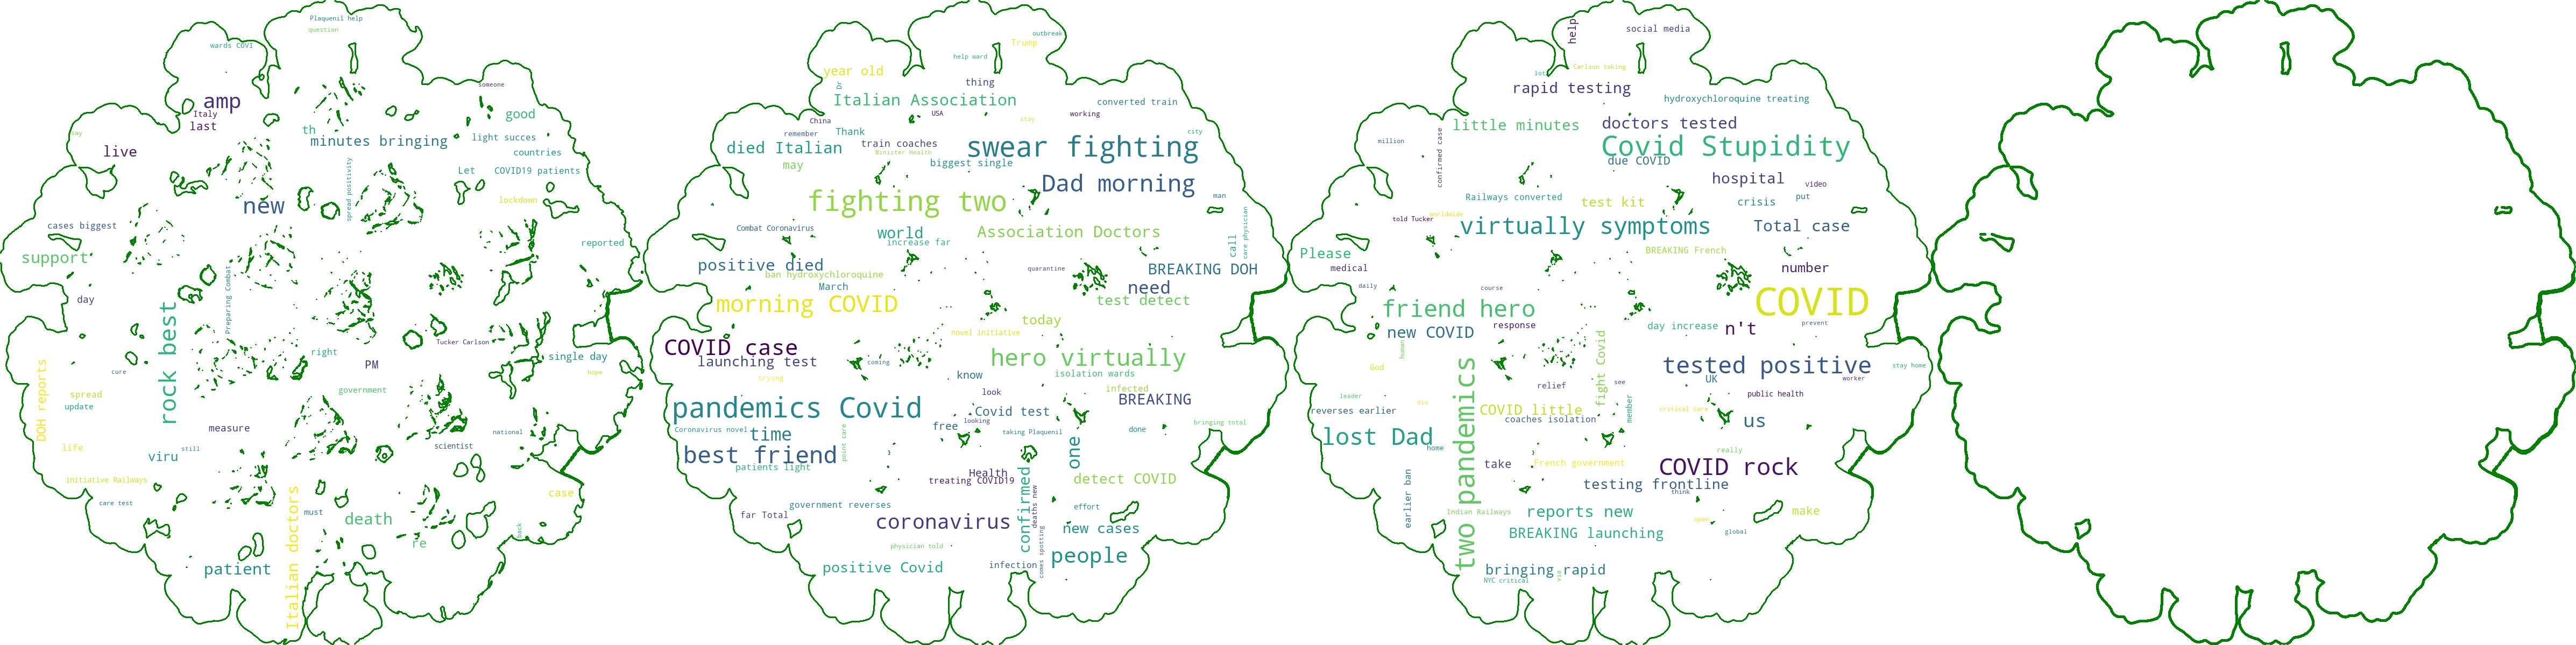 Plaquenil help
question
wards COVI
someone
amp
Italy
last
good
th
minutes bringing
light succes
say
live
countries
Let
COVID19 patients
spread positivity
lockdown
new
cases biggest
reported
support
Preparing Combat
day
rock best
Tucker Carlson
right
PM
single day
cure
hope
government
DOH reports
spread
update
measure
national
life
scientist
viru
still
initiative Railways
case
care test
Italian doctors
must
death
back
re
patient
outbreak
Trump
help ward
year old
thing
Dr
Italian Association
converted train
China
USA
working
stay
remember
Thank
city
died Italian
train coaches
swear fighting
Minister Health
may
biggest single
Dad morning
man
fighting two
care physician
Combat Coronavirus
world
Association Doctors
call
increase far
positive died
quarantine
BREAKING DOH
ban hydroxychloroquine
March
need
morning COVID
test detect
today
novel initiative
COVID case
launching test
coming
hero virtually
trying
know
isolation wards
look
infected
BREAKING
pandemics Covid
Covid test
looking
free
bringing total
Coronavirus novel
time
taking Plaquenil
done
point care
best friend
one
patients light
Health
treating COVID19
detect COVID
confirmed
deaths new
government reverses
effort
far Total
coronavirus
new cases
comes spotting
physician told
people
positive Covid
infection
help
social media
Carlson taking
lot
rapid testing
hydroxychloroquine treating
little minutes
doctors tested
million
confirmed case
Covid Stupidity
due COVID
hospital
video
Railways converted
put
test kit
crisis
told Tucker
worldwide
virtually symptoms
Total case
Please
BREAKING French
medical
number
daily
course
friend hero
COVID
new COVID
response
day increase
n't
prevent
human
fight Covid
God
tested positive
stay home
UK
worker
relief
see
public health
leader
die
reverses earlier
COVID little
member
critical care
coaches isolation
us
lost Dad
home
two pandemics
really
take
French government
COVID rock
testing frontline
think
earlier ban
Indian Railways
reports new
open
make
BREAKING launching
global
bringing rapid
NYC critical
via